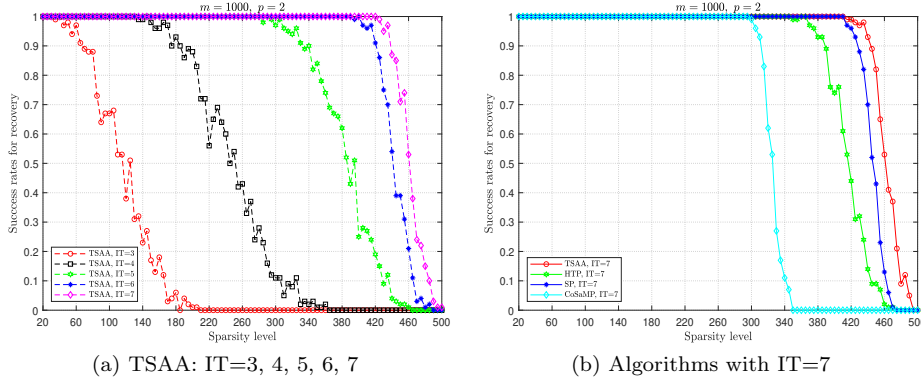 m = 1000, p = 2
Succcess rates for recovery
1
0.9
0.8
0.7
0.6
0.5
0.4
0.3
0.2
0.1
0
TSAA, IT=3
TSAA, IT=4
TSAA, IT=5
TSAA, IT=6
TSAA, IT=7
20 60 100 140 180 220 260 300 340 380 420 460 500
Sparsity level
(a) TSAA: IT=3, 4, 5, 6, 7
m = 1000, p = 2
Success rates for recovery
1
0.9
0.8
0.7
0.6
0.5
0.4
0.3
0.2
0.1
0
TSAA, IT=7
HTP, IT=7
SP, IT=7
CoSaMP, IT=7
20 60 100 140 180 220 260 300 340 380 420 460 500
Sparsity level
(b) Algorithms with IT=7